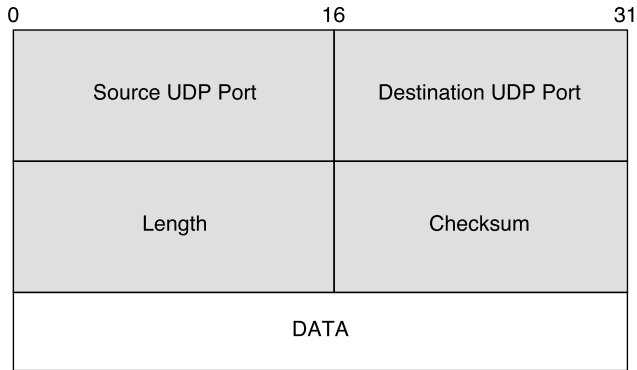 0 16 31
Source UDP Port Destination UDP Port
Length Checksum
DATA